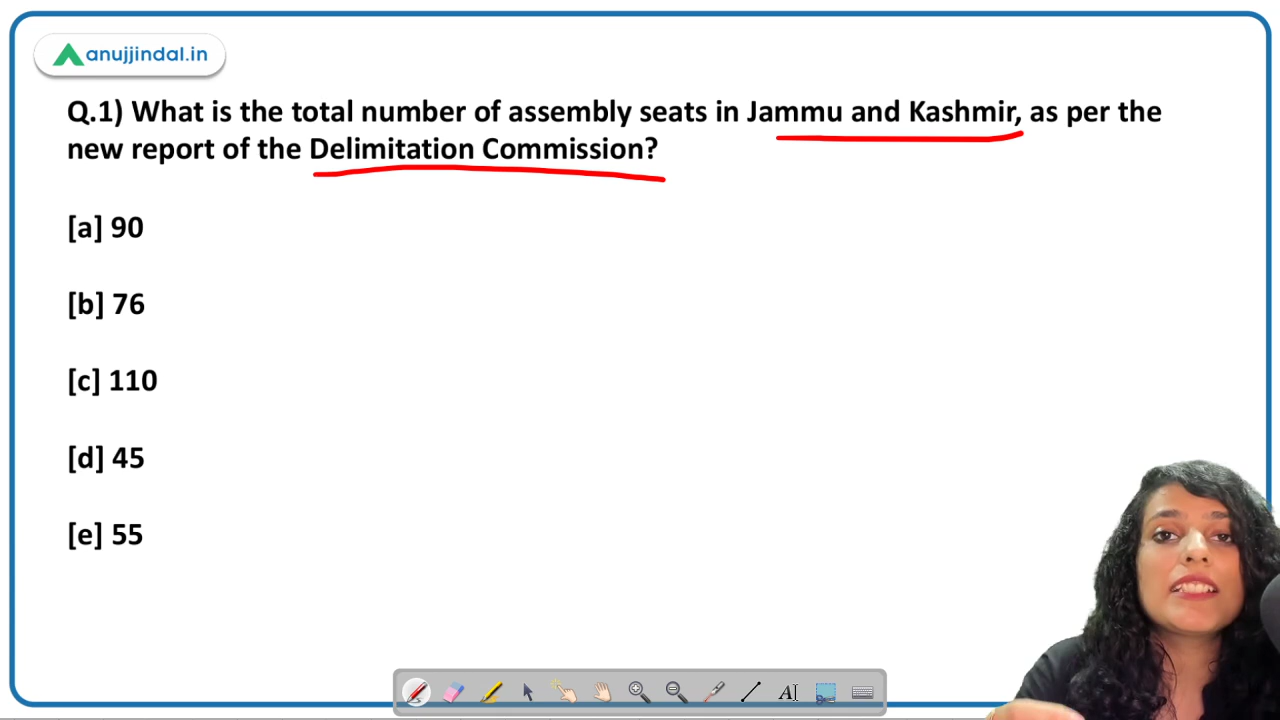 anujjindal.in
Q.1) What is the total number of assembly seats in Jammu and Kashmir, as per the
new report of the Delimitation Commission?
[a] 90
[b] 76
[c] 110
[d] 45
[e] 55